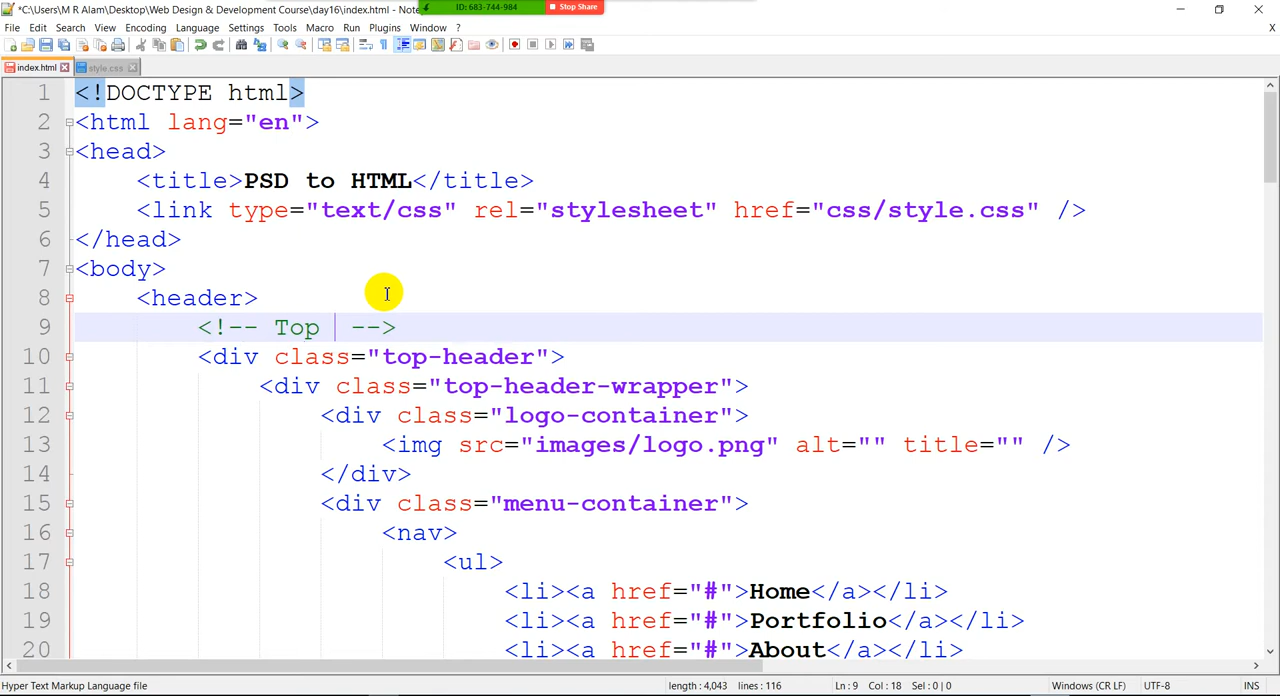 *C:\Users\M R Alam\Desktop\Web Design & Development Course\day16\index.html - Note
ID: 683-744-984
Stop Share
File Edit Search View Encoding Language Settings Tools Macro Run Plugins Window ? X
index.html style.css
1 <!DOCTYPE html>
2 <html lang="en">
3 <head>
4 <title>PSD to HTML</title>
5 <link type="text/css" rel="stylesheet" href="css/style.css" />
6 </head>
7 <body>
8 <header>
9 <!-- Top  -->
10 <div class="top-header">
11 <div class="top-header-wrapper">
12 <div class="logo-container">
13 <img src="images/logo.png" alt="" title="" />
14 </div>
15 <div class="menu-container">
16 <nav>
17 <ul>
18 <li><a href="#">Home</a></li>
19 <li><a href="#">Portfolio</a></li>
20 <li><a href="#">About</a></li>
Hyper Text Markup Language file length : 4,043 lines : 116 Ln : 9 Col : 18 Sel : 0 | 0 Windows (CR LF) UTF-8 INS